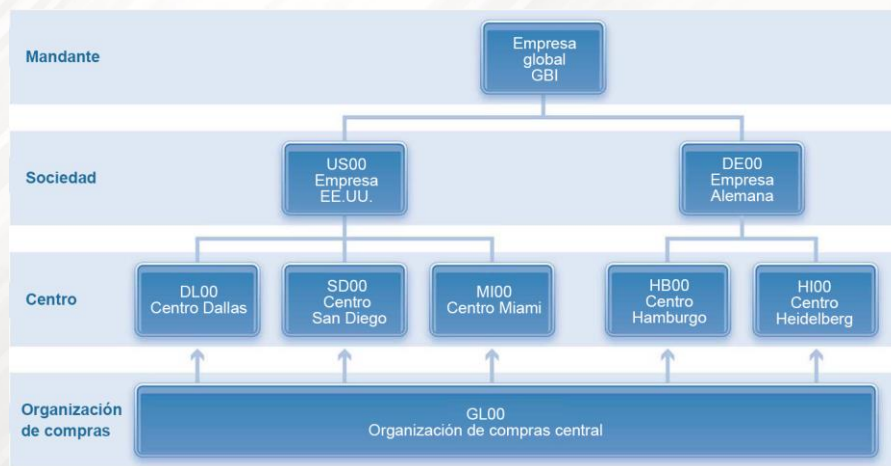 Mandante
Empresa
global
GBI
Sociedad
US00
Empresa
EE.UU.
DE00
Empresa
Alemana
Centro
DL00
Centro Dallas
SD00
Centro
San Diego
MI00
Centro Miami
HB00
Centro
Hamburgo
HI00
Centro
Heidelberg
Organización
de compras
GL00
Organización de compras central